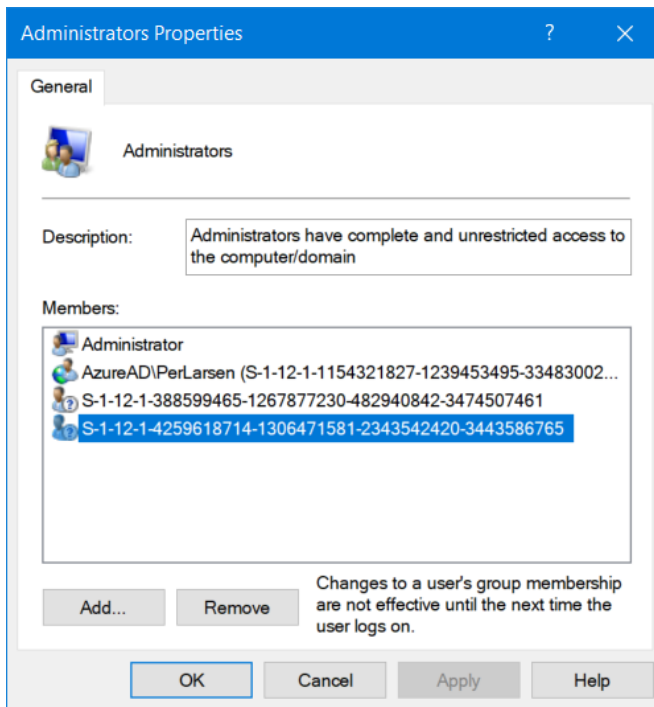 Administrators Properties
?
General
Administrators
Description:
Administrators have complete and unrestricted access to
the computer/domain
Members:
Administrator
AzureAD\PerLarsen (S-1-12-1-1154321827-1239453495-33483002...
S-1-12-1-388599465-1267877230-482940842-3474507461
S-1-12-1-4259618714-1306471581-2343542420-3443586765
Add...
Remove
Changes to a user's group membership
are not effective until the next time the
user logs on.
OK
Cancel
Apply
Help